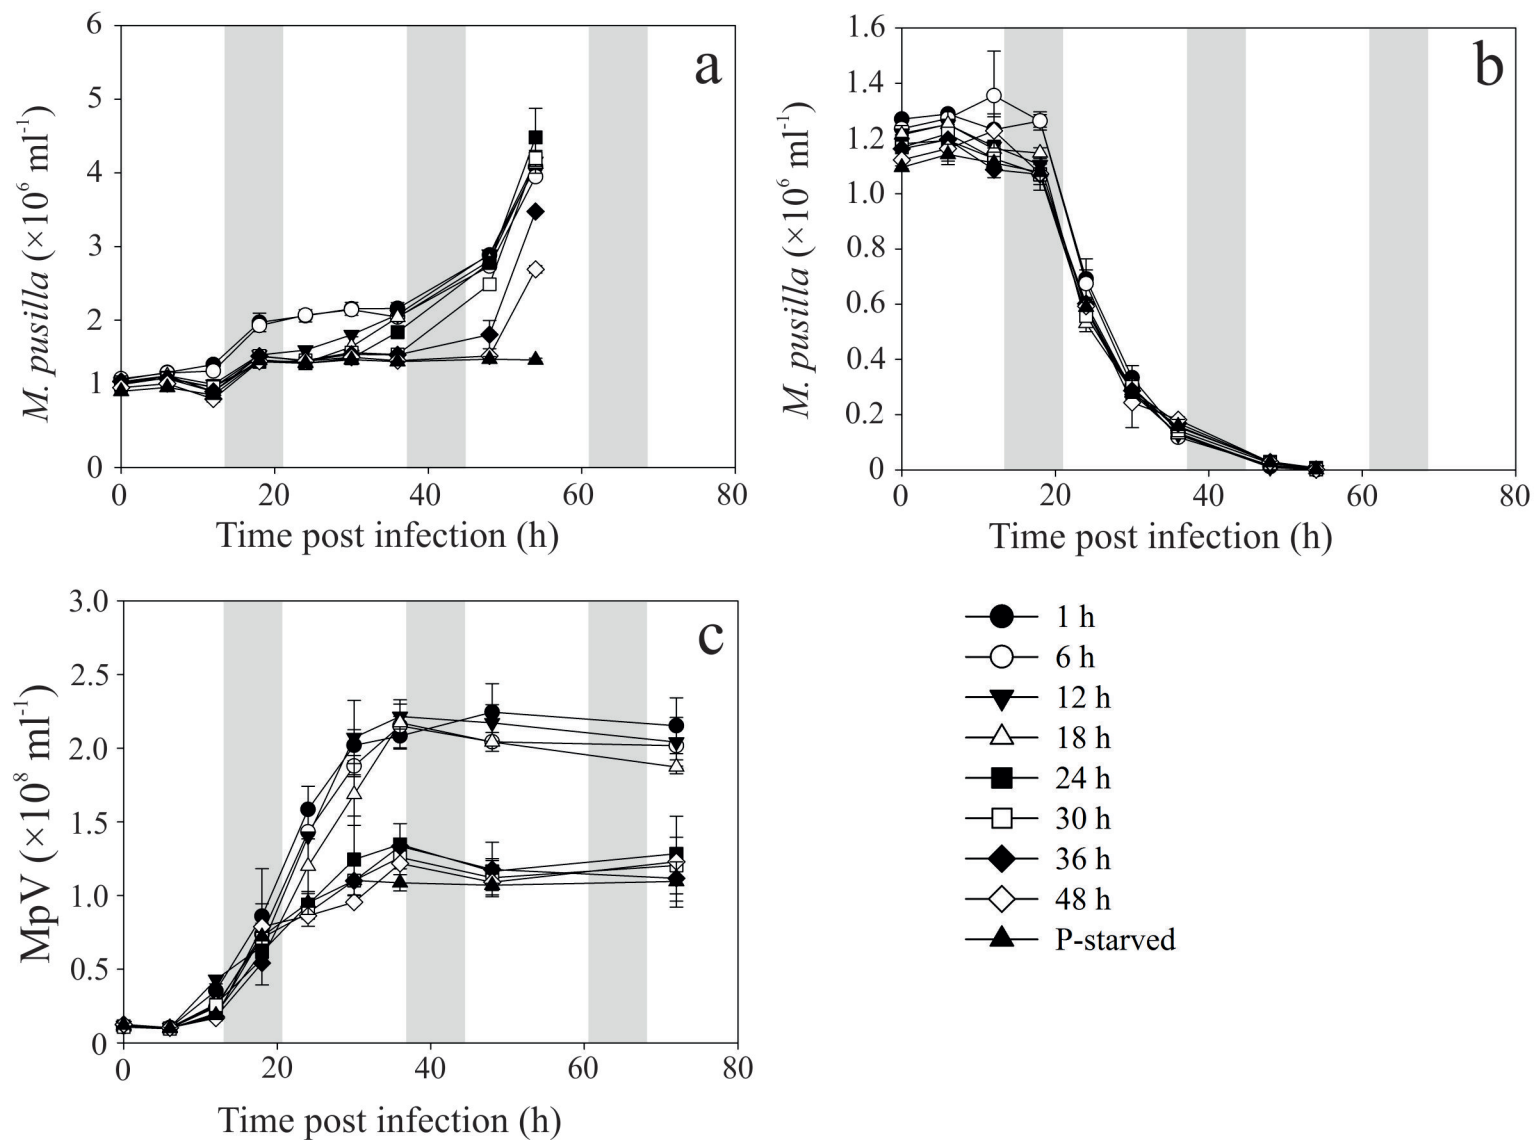 a
6
5
4
3
2
1
0
M. pusilla (×10⁶ ml⁻¹)
0 20 40 60 80
Time post infection (h)
b
1.6
1.4
1.2
1.0
0.8
0.6
0.4
0.2
0
M. pusilla (×10⁶ ml⁻¹)
0 20 40 60 80
Time post infection (h)
c
3.0
2.5
2.0
1.5
1.0
0.5
0
MpV (×10⁸ ml⁻¹)
0 20 40 60 80
Time post infection (h)
1 h
6 h
12 h
18 h
24 h
30 h
36 h
48 h
P-starved